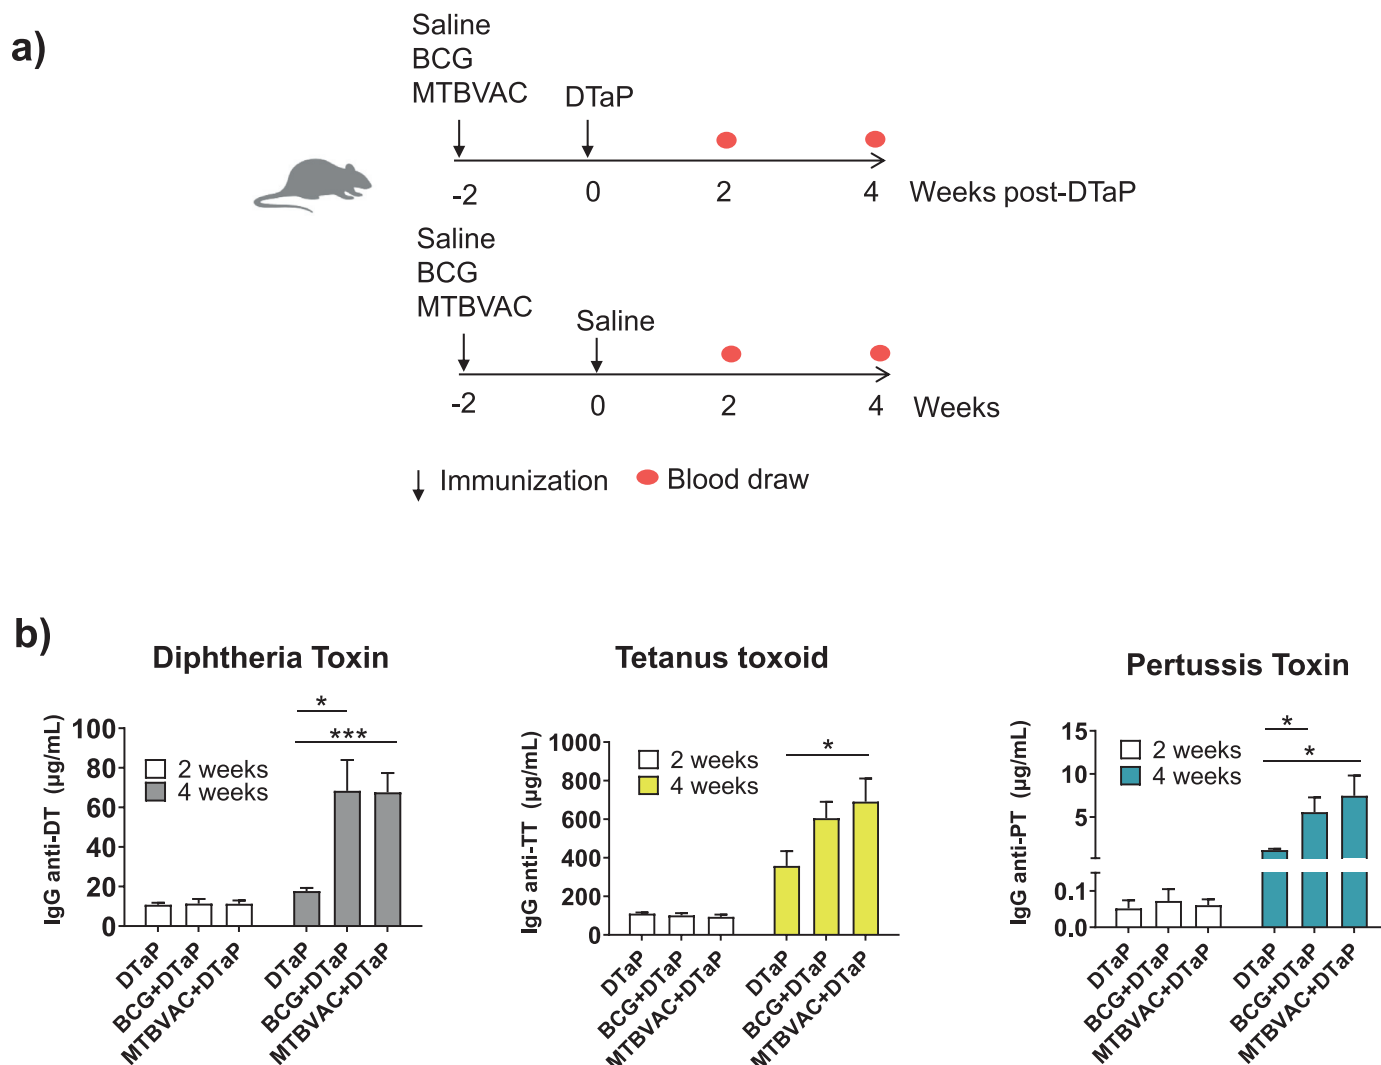 a)
Saline
BCG
MTBVAC DTaP
-2 0 2 4 Weeks post-DTaP
Saline
BCG
MTBVAC
Saline
-2 0 2 4 Weeks
Immunization Blood draw
b)
Diphtheria Toxin
IgG anti-DT (µg/mL)
100
80
60
40
20
0
2 weeks
4 weeks
*
***
DTaP
BCG+DTaP
MTBVAC+DTaP
DTaP
BCG+DTaP
MTBVAC+DTaP
Tetanus toxoid
IgG anti-TT (µg/mL)
1000
800
600
400
200
0
2 weeks
4 weeks
*
DTaP
BCG+DTaP
MTBVAC+DTaP
DTaP
BCG+DTaP
MTBVAC+DTaP
Pertussis Toxin
IgG anti-PT (µg/mL)
15
10
5
0.1
0.0
2 weeks
4 weeks
*
*
DTaP
BCG+DTaP
MTBVAC+DTaP
DTaP
BCG+DTaP
MTBVAC+DTaP